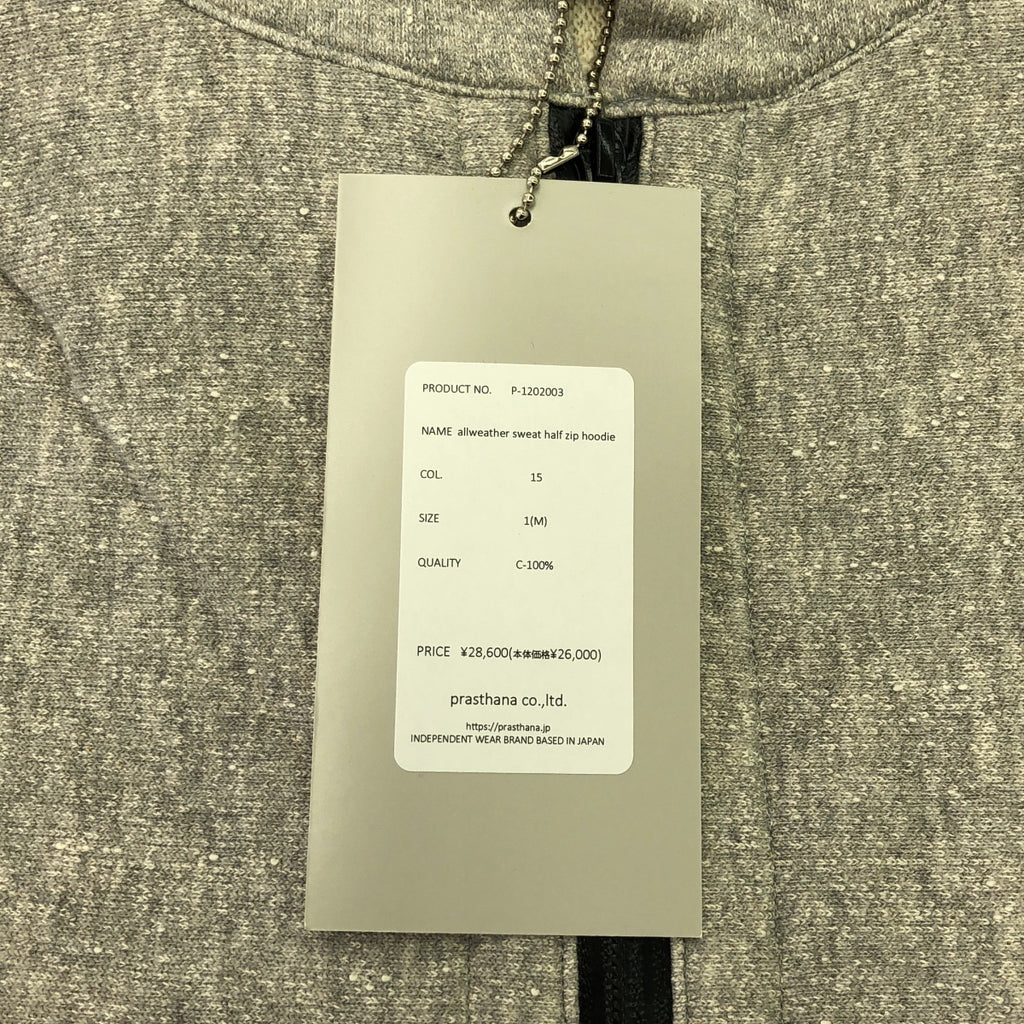 PRODUCT NO. P-1202003
NAME allweather sweat half zip hoodie
COL. 15
SIZE 1(M)
QUALITY C-100%
PRICE ¥28,600(本体価格¥26,000)
prasthana co.,ltd.
https://prasthana.jp
INDEPENDENT WEAR BRAND BASED IN JAPAN